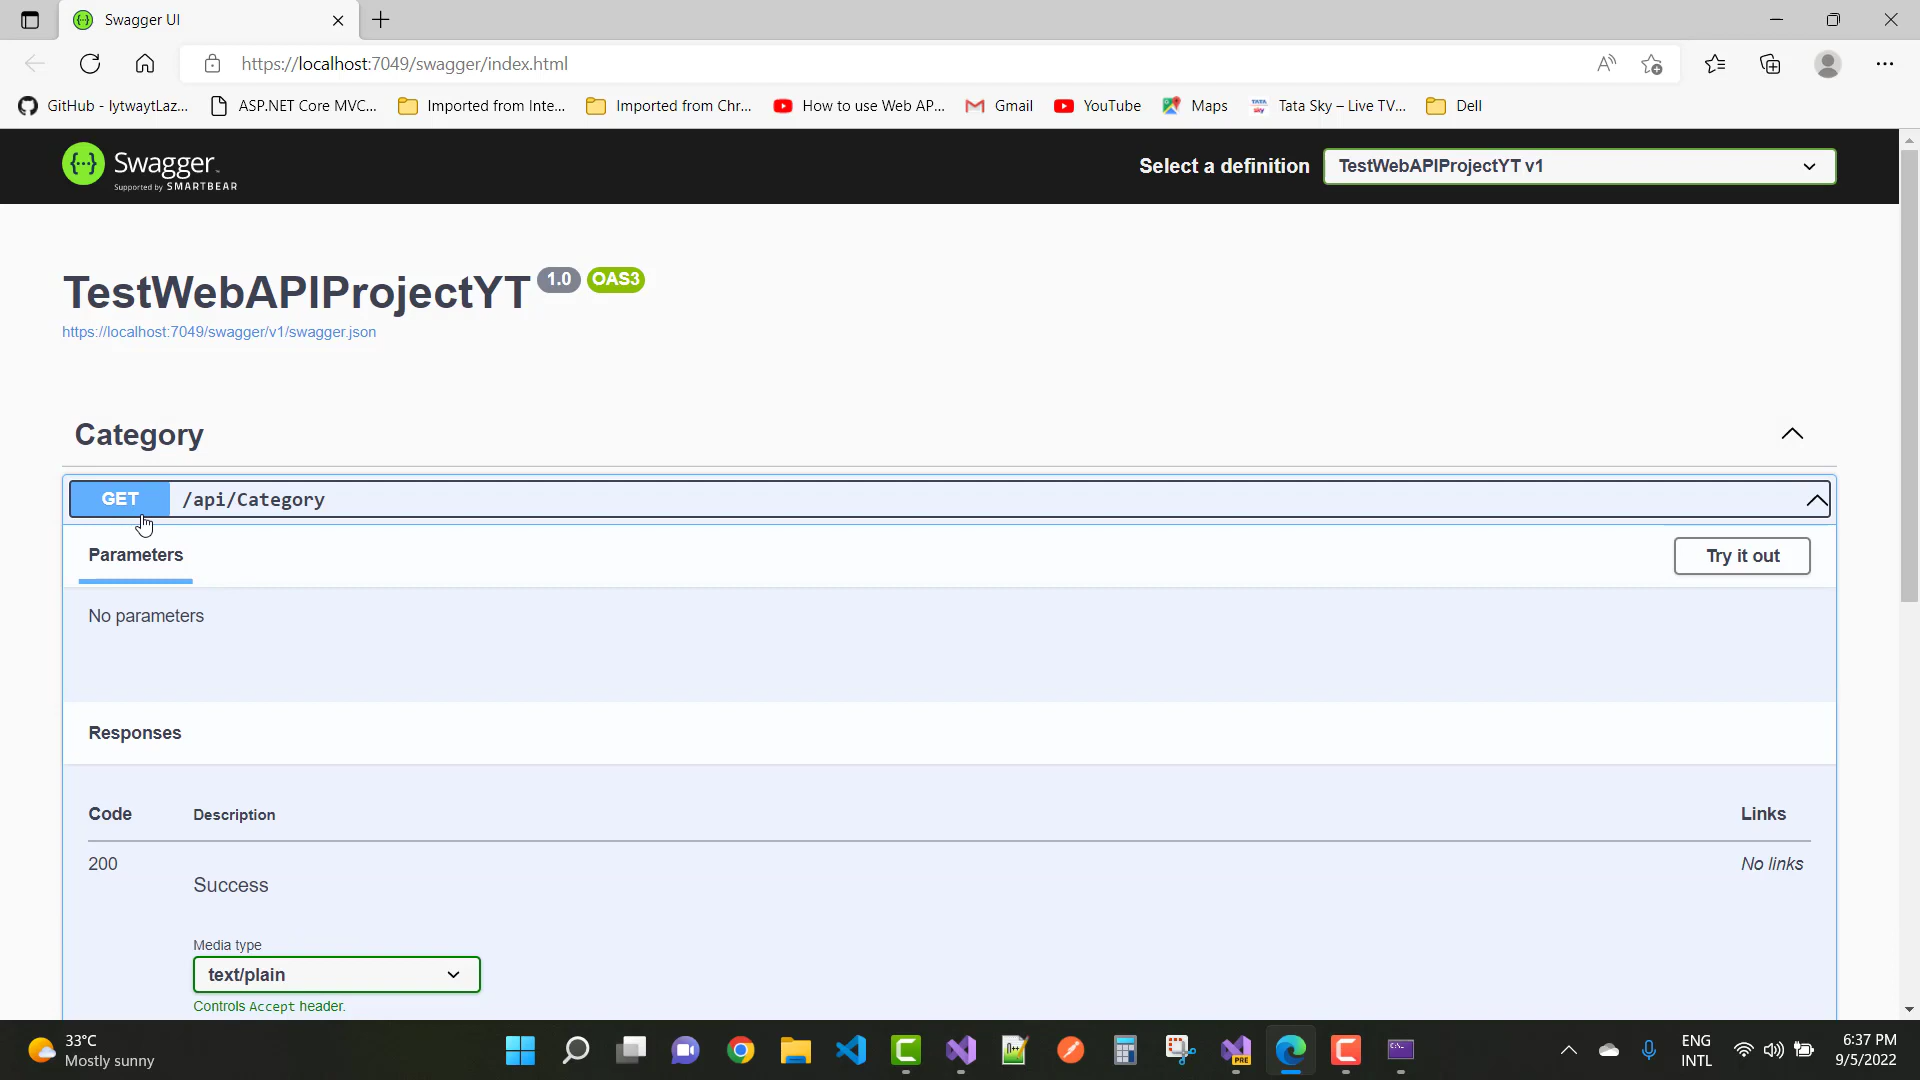 Swagger UI
https://localhost:7049/swagger/index.html
GitHub - lytwaytLaz...
ASP.NET Core MVC...
Imported from Inte...
Imported from Chr...
How to use Web AP...
Gmail
YouTube
Maps
Tata Sky – Live TV...
Dell
Swagger
Supported by SMARTBEAR
Select a definition
TestWebAPIProjectYT v1
TestWebAPIProjectYT 1.0 OAS3
https://localhost:7049/swagger/v1/swagger.json
Category
GET /api/Category
Parameters
Try it out
No parameters
Responses
Code Description Links
200 No links
Success
Media type
text/plain
Controls Accept header.
33°C
Mostly sunny
PRE
ENG
INTL
6:37 PM
9/5/2022